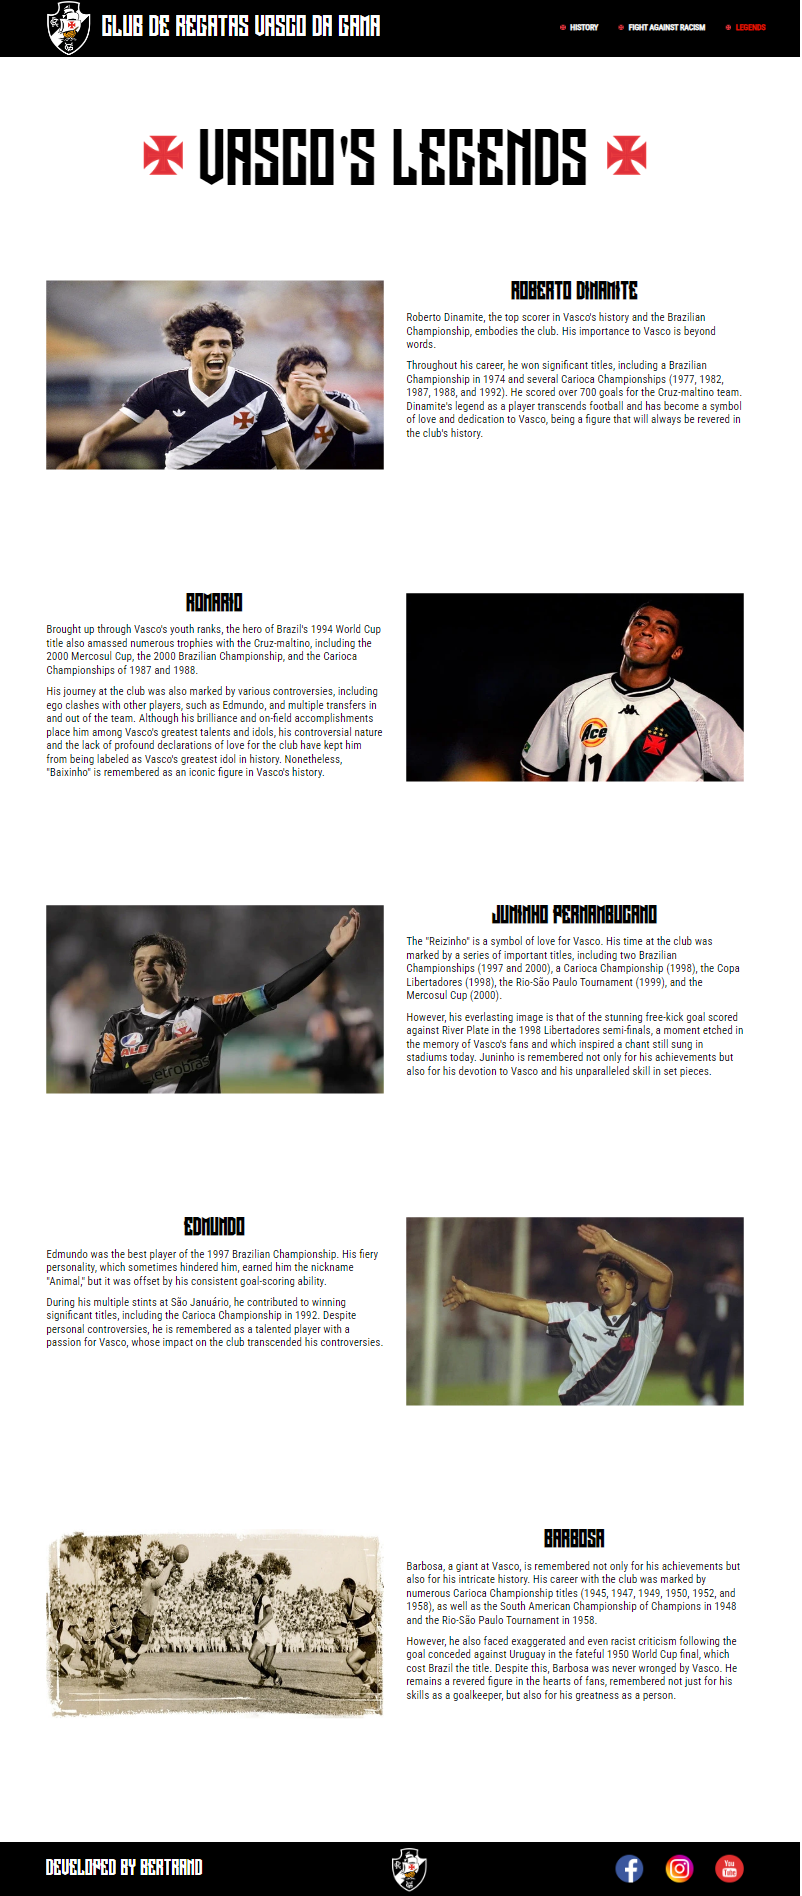 CLUB DE REGATAS VASCO DA GAMA
HISTORY
FIGHT AGAINST RACISM
LEGENDS
VASCO'S LEGENDS
ROBERTO DINAMITE
Roberto Dinamite, the top scorer in Vasco's history and the Brazilian
Championship, embodies the club. His importance to Vasco is beyond
words.
Throughout his career, he won significant titles, including a Brazilian
Championship in 1974 and several Carioca Championships (1977, 1982,
1987, 1988, and 1992). He scored over 700 goals for the Cruz-maltino team.
Dinamite's legend as a player transcends football and has become a symbol
of love and dedication to Vasco, being a figure that will always be revered in
the club's history.
ROMARIO
Brought up through Vasco's youth ranks, the hero of Brazil's 1994 World Cup
title also amassed numerous trophies with the Cruz-maltino, including the
2000 Mercosul Cup, the 2000 Brazilian Championship, and the Carioca
Championships of 1987 and 1988.
His journey at the club was also marked by various controversies, including
ego clashes with other players, such as Edmundo, and multiple transfers in
and out of the team. Although his brilliance and on-field accomplishments
place him among Vasco's greatest talents and idols, his controversial nature
and the lack of profound declarations of love for the club have kept him
from being labeled as Vasco's greatest idol in history. Nonetheless,
"Baixinho" is remembered as an iconic figure in Vasco's history.
Ace
11
JUNINHO PERNAMBUCANO
The "Reizinho" is a symbol of love for Vasco. His time at the club was
marked by a series of important titles, including two Brazilian
Championships (1997 and 2000), a Carioca Championship (1998), the Copa
Libertadores (1998), the Rio-São Paulo Tournament (1999), and the
Mercosul Cup (2000).
However, his everlasting image is that of the stunning free-kick goal scored
against River Plate in the 1998 Libertadores semi-finals, a moment etched in
the memory of Vasco's fans and which inspired a chant still sung in
stadiums today. Juninho is remembered not only for his achievements but
also for his devotion to Vasco and his unparalleled skill in set pieces.
ALE
etrobras
EDMUNDO
Edmundo was the best player of the 1997 Brazilian Championship. His fiery
personality, which sometimes hindered him, earned him the nickname
"Animal," but it was offset by his consistent goal-scoring ability.
During his multiple stints at São Januário, he contributed to winning
significant titles, including the Carioca Championship in 1992. Despite
personal controversies, he is remembered as a talented player with a
passion for Vasco, whose impact on the club transcended his controversies.
BARBOSA
Barbosa, a giant at Vasco, is remembered not only for his achievements but
also for his intricate history. His career with the club was marked by
numerous Carioca Championship titles (1945, 1947, 1949, 1950, 1952, and
1958), as well as the South American Championship of Champions in 1948
and the Rio-São Paulo Tournament in 1958.
However, he also faced exaggerated and even racist criticism following the
goal conceded against Uruguay in the fateful 1950 World Cup final, which
cost Brazil the title. Despite this, Barbosa was never wronged by Vasco. He
remains a revered figure in the hearts of fans, remembered not just for his
skills as a goalkeeper, but also for his greatness as a person.
DEVELOPED BY BERTRAND
You
Tube